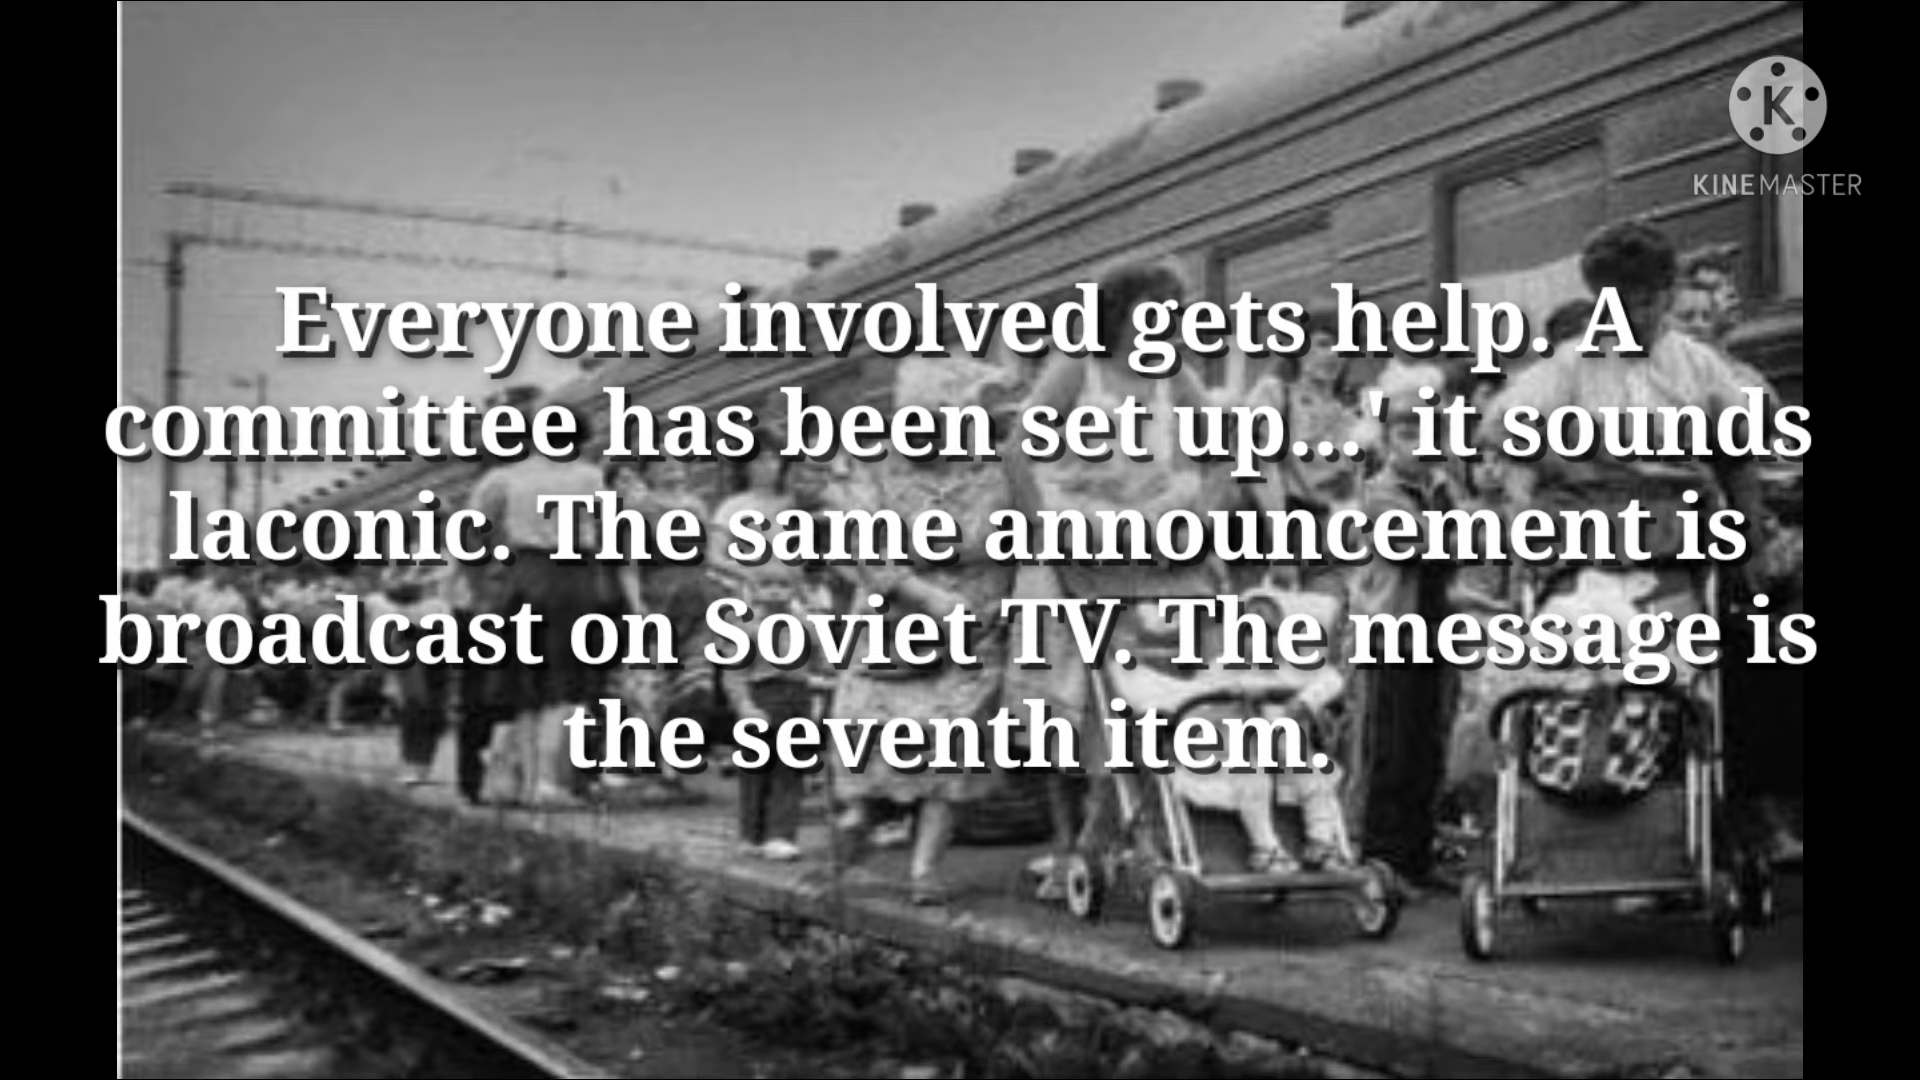 KINEMASTER
Everyone involved gets help. A
committee has been set up...' it sounds
laconic. The same announcement is
broadcast on Soviet TV. The message is
the seventh item.